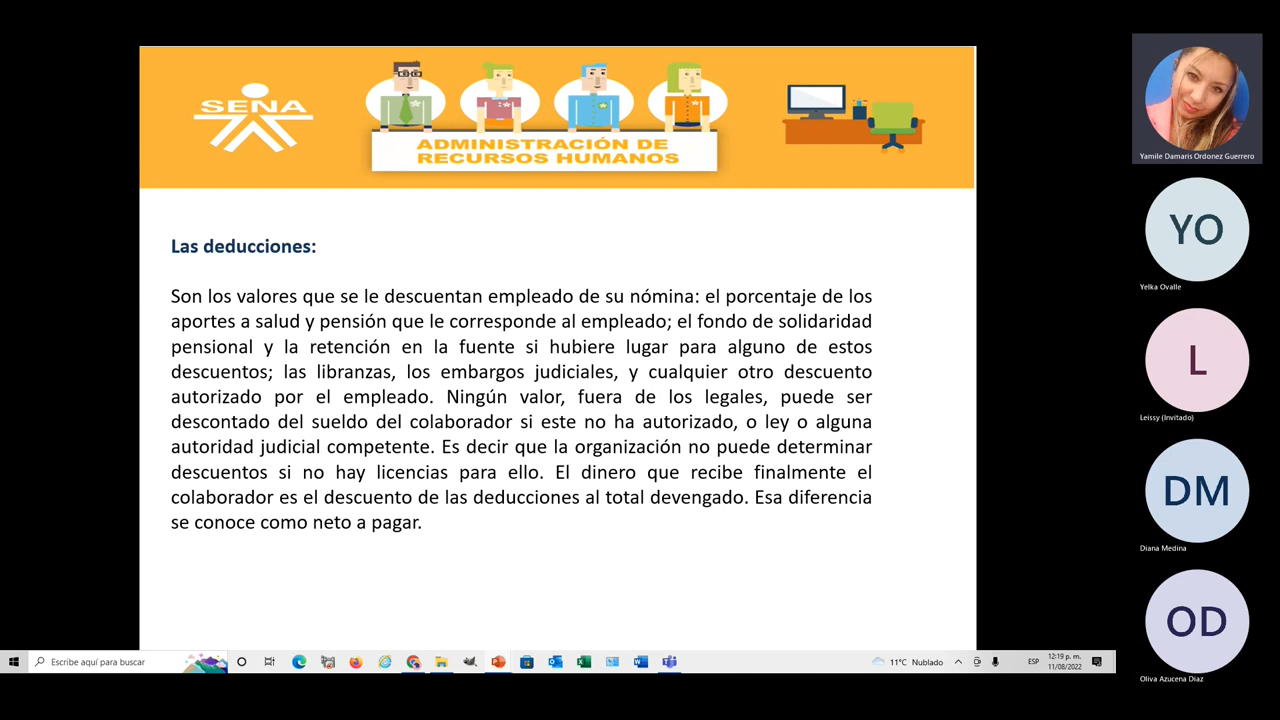 SENA
ADMINISTRACIÓN DE
RECURSOS HUMANOS
Las deducciones:
Son los valores que se le descuentan empleado de su nómina: el porcentaje de los
aportes a salud y pensión que le corresponde al empleado; el fondo de solidaridad
pensional y la retención en la fuente si hubiere lugar para alguno de estos
descuentos; las libranzas, los embargos judiciales, y cualquier otro descuento
autorizado por el empleado. Ningún valor, fuera de los legales, puede ser
descontado del sueldo del colaborador si este no ha autorizado, o ley o alguna
autoridad judicial competente. Es decir que la organización no puede determinar
descuentos si no hay licencias para ello. El dinero que recibe finalmente el
colaborador es el descuento de las deducciones al total devengado. Esa diferencia
se conoce como neto a pagar.
Yamile Damaris Ordonez Guerrero
YO
Yelka Ovalle
L
Leissy (Invitado)
DM
Diana Medina
OD
Oliva Azucena Diaz
Escribe aquí para buscar
11°C Nublado
ESP
12:19 p. m.
11/08/2022